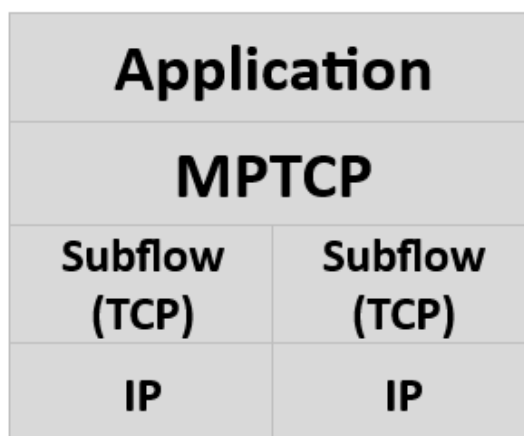 Application
MPTCP
Subflow Subflow
(TCP) (TCP)
IP IP